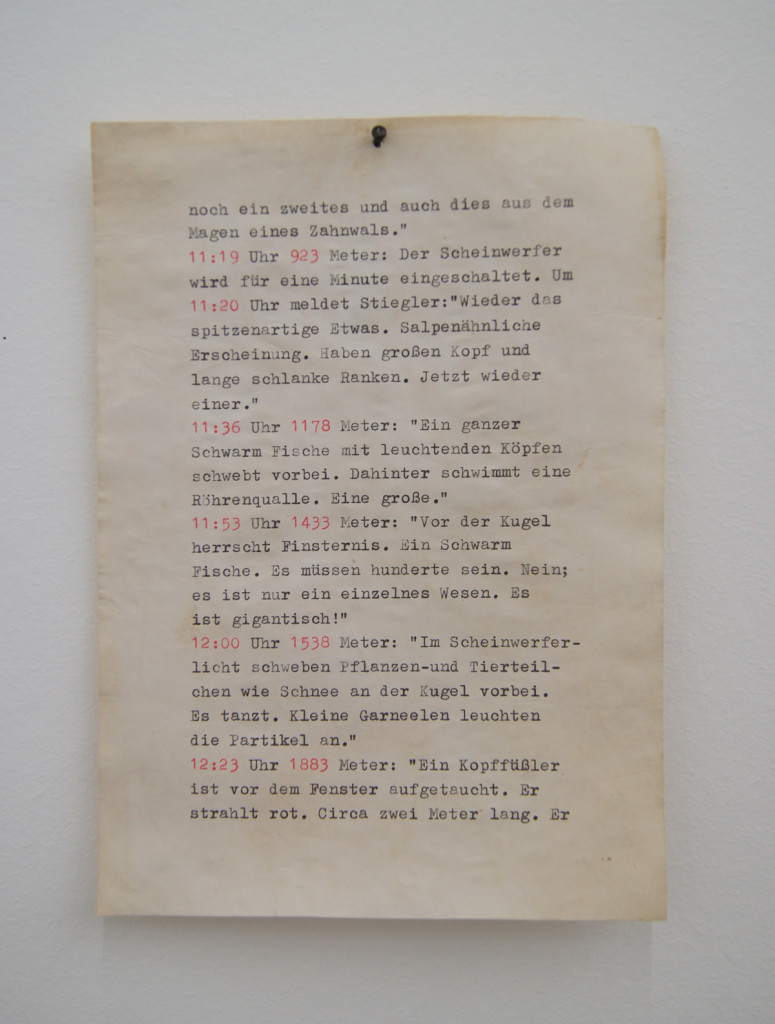 noch ein zweites und auch dies aus dem
Magen eines Zahnwals."
11:19 Uhr 923 Meter: Der Scheinwerfer
wird für eine Minute eingeschaltet. Um
11:20 Uhr meldet Stiegler:"Wieder das
spitzenartige Etwas. Salpenähnliche
Erscheinung. Haben großen Kopf und
lange schlanke Ranken. Jetzt wieder
einer."
11:36 Uhr 1178 Meter: "Ein ganzer
Schwarm Fische mit leuchtenden Köpfen
schwebt vorbei. Dahinter schwimmt eine
Röhrenqualle. Eine große."
11:53 Uhr 1433 Meter: "Vor der Kugel
herrscht Finsternis. Ein Schwarm
Fische. Es müssen hunderte sein. Nein;
es ist nur ein einzelnes Wesen. Es
ist gigantisch!"
12:00 Uhr 1538 Meter: "Im Scheinwerfer-
licht schweben Pflanzen-und Tierteil-
chen wie Schnee an der Kugel vorbei.
Es tanzt. Kleine Garneelen leuchten
die Partikel an."
12:23 Uhr 1883 Meter: "Ein Kopffüßler
ist vor dem Fenster aufgetaucht. Er
strahlt rot. Circa zwei Meter lang. Er